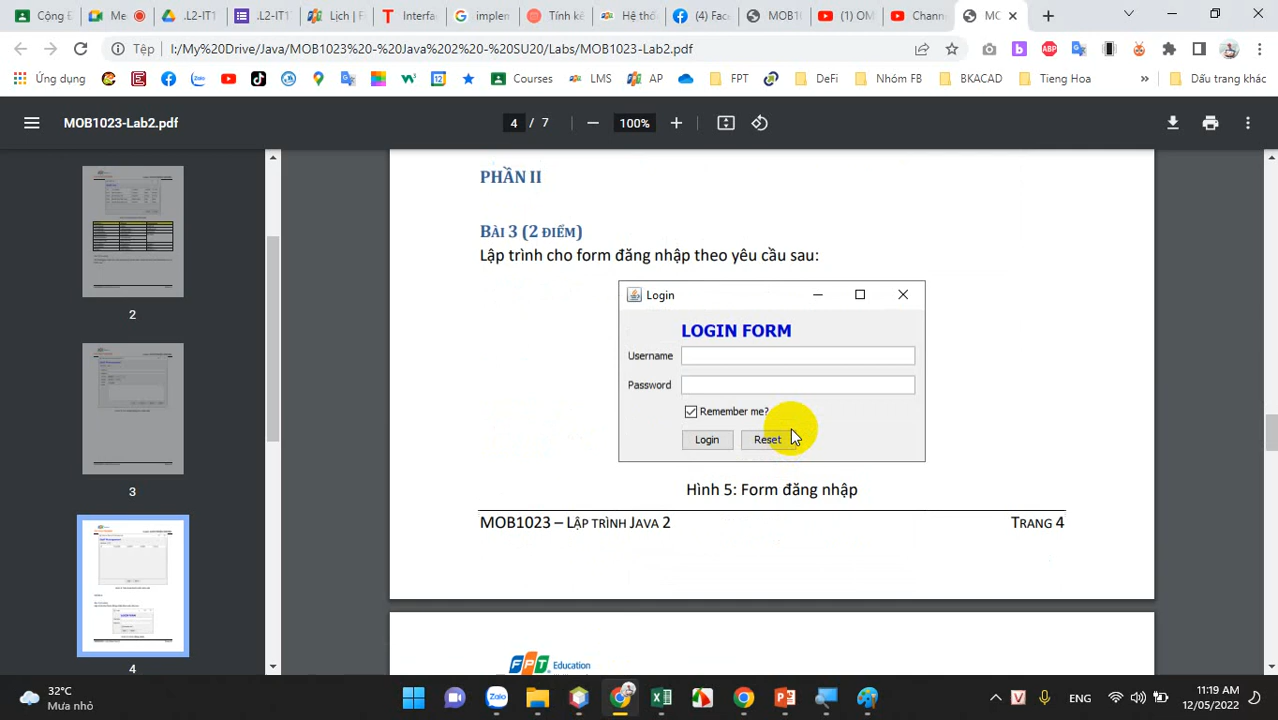 Cộng Đ
Me
.L2-IT1
.L2-IT1
Lịch | F
Interfa
implen
Tính kế
Hệ thố
(4) Fac
MOB10
(1) OM
Chann
MC
Tệp
I:/My%20Drive/Java/MOB1023%20-%20Java%202%20-%20SU20/Labs/MOB1023-Lab2.pdf
Ứng dụng
Courses
LMS
AP
FPT
DeFi
Nhóm FB
BKACAD
Tieng Hoa
»
Dấu trang khác
MOB1023-Lab2.pdf
4 / 7
100%
2
3
4
PHẦN II
BÀI 3 (2 ĐIỂM)
Lập trình cho form đăng nhập theo yêu cầu sau:
Login
LOGIN FORM
Username
Password
Remember me?
Login Reset
Hình 5: Form đăng nhập
MOB1023 – LẬP TRÌNH JAVA 2 TRANG 4
FPT Education
32°C
ENG
11:19 AM
12/05/2022